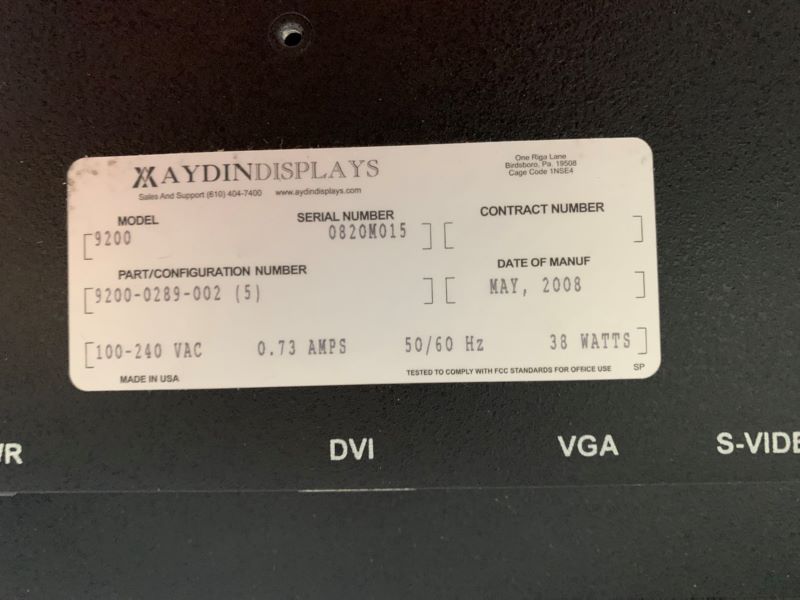 AYDINDISPLAYS
Sales And Support (610) 404-7400 www.aydindisplays.com
One Riga Lane
Birdsboro, Pa. 19508
Cage Code 1NSE4
MODEL SERIAL NUMBER CONTRACT NUMBER
9200 0820M015
PART/CONFIGURATION NUMBER DATE OF MANUF
9200-0289-002 (5) MAY, 2008
100-240 VAC 0.73 AMPS 50/60 Hz 38 WATTS
MADE IN USA TESTED TO COMPLY WITH FCC STANDARDS FOR OFFICE USE SP
DVI VGA S-VIDE